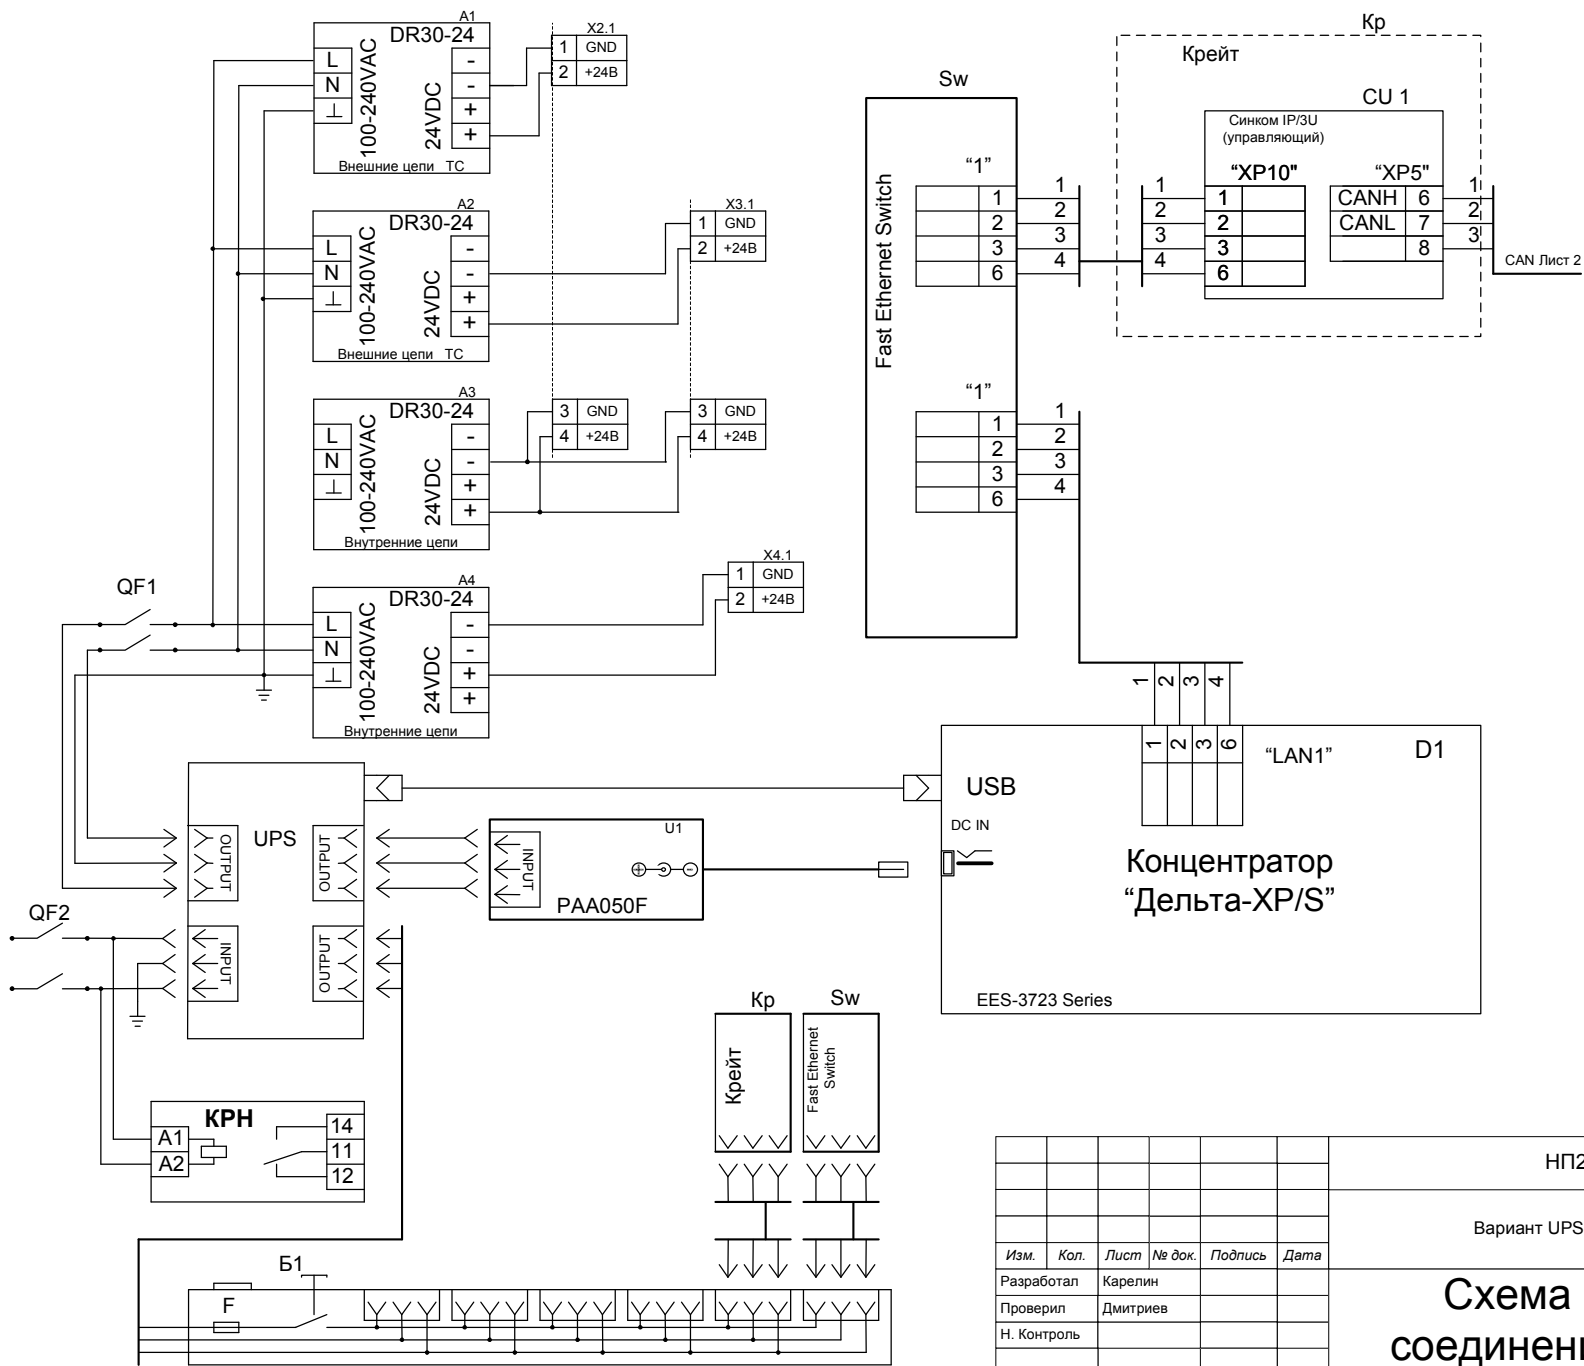 A1
DR30-24
L
N
⊥
100-240VAC
24VDC
-
-
+
+
Внешние цепи ТС
X2.1
1 GND
2 +24В
A2
DR30-24
L
N
⊥
100-240VAC
24VDC
-
-
+
+
Внешние цепи ТС
X3.1
1 GND
2 +24В
A3
DR30-24
L
N
⊥
100-240VAC
24VDC
-
-
+
+
Внутренние цепи
3 GND
4 +24В
3 GND
4 +24В
A4
DR30-24
L
N
⊥
100-240VAC
24VDC
-
-
+
+
Внутренние цепи
X4.1
1 GND
2 +24В
QF1
Sw
Fast Ethernet Switch
“1”
1 1
2 2
3 3
6 4
“1”
1 1
2 2
3 3
6 4
Кр
Крейт
CU 1
Синком IP/3U
(управляющий)
“XP10"
1 1
2 2
3 3
4 6
“XP5"
CANH 6 1
CANL 7 2
8 3
CAN Лист 2
UPS
OUTPUT
OUTPUT
INPUT
OUTPUT
QF2
U1
INPUT
PAA050F
1 2 3 4
1 2 3 6
“LAN1”
D1
USB
DC IN
Концентратор
“Дельта-XP/S”
EES-3723 Series
КРН
A1
A2
14
11
12
Кр
Крейт
Sw
Fast Ethernet
Switch
Б1
F
НП2
Вариант UPS
Изм. Кол. Лист № док. Подпись Дата
Разработал Карелин
Проверил Дмитриев
Н. Контроль
Схема
соединен